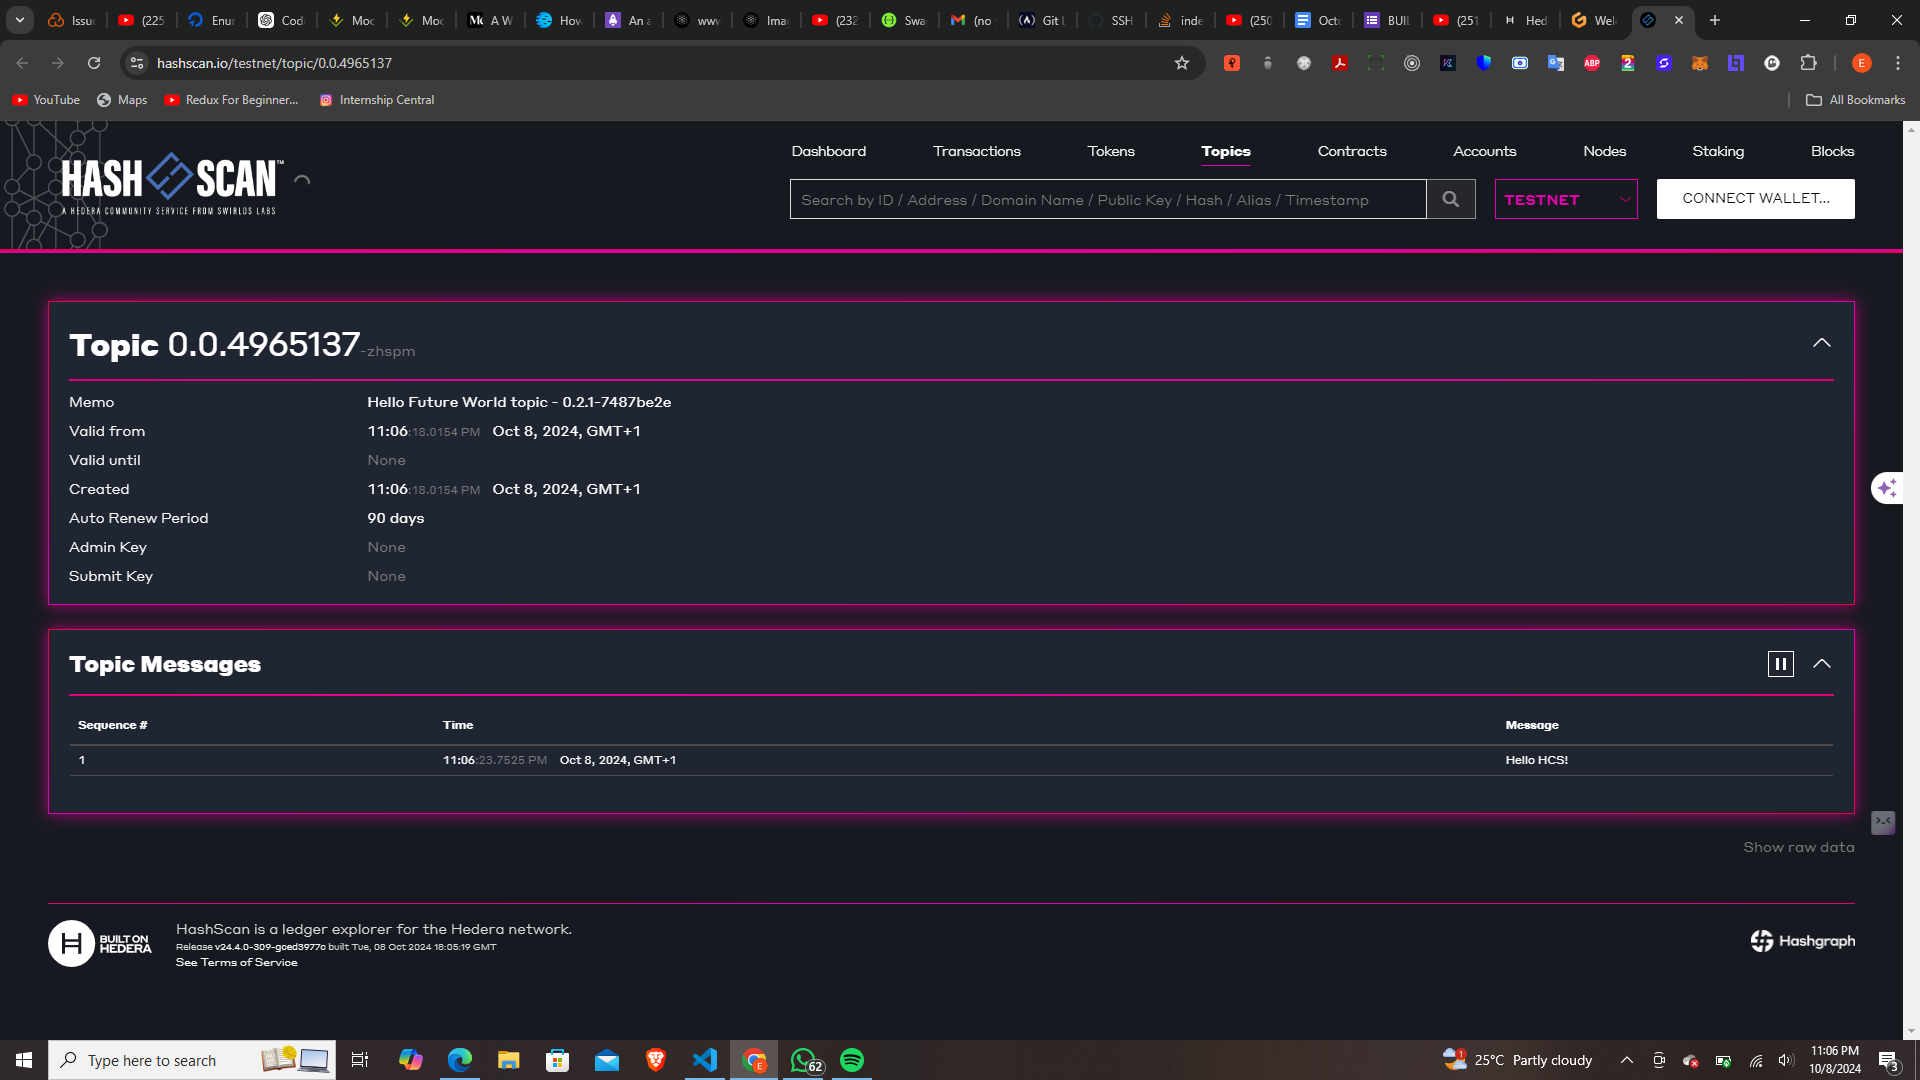 Issue
(225
Enur
Code
Moc
Moc
A W
How
An a
www
Ima
(232
Swa
(no s
Git L
SSH
inde
(250
Octo
BUIL
(251
Hed
Welc
hashscan.io/testnet/topic/0.0.4965137
YouTube
Maps
Redux For Beginner...
Internship Central
All Bookmarks
HASH SCAN™
A HEDERA COMMUNITY SERVICE FROM SWIRLDS LABS
Dashboard
Transactions
Tokens
Topics
Contracts
Accounts
Nodes
Staking
Blocks
Search by ID / Address / Domain Name / Public Key / Hash / Alias / Timestamp
TESTNET
CONNECT WALLET...
Topic 0.0.4965137-zhspm
Memo Hello Future World topic - 0.2.1-7487be2e
Valid from 11:06:18.0154 PM Oct 8, 2024, GMT+1
Valid until None
Created 11:06:18.0154 PM Oct 8, 2024, GMT+1
Auto Renew Period 90 days
Admin Key None
Submit Key None
Topic Messages
Sequence # Time Message
1 11:06:23.7525 PM Oct 8, 2024, GMT+1 Hello HCS!
Show raw data
H BUILT ON
HEDERA
HashScan is a ledger explorer for the Hedera network.
Release v24.4.0-309-gced3977c built Tue, 08 Oct 2024 18:05:19 GMT
See Terms of Service
Hashgraph
Type here to search
62
1
25°C Partly cloudy
11:06 PM
10/8/2024
3